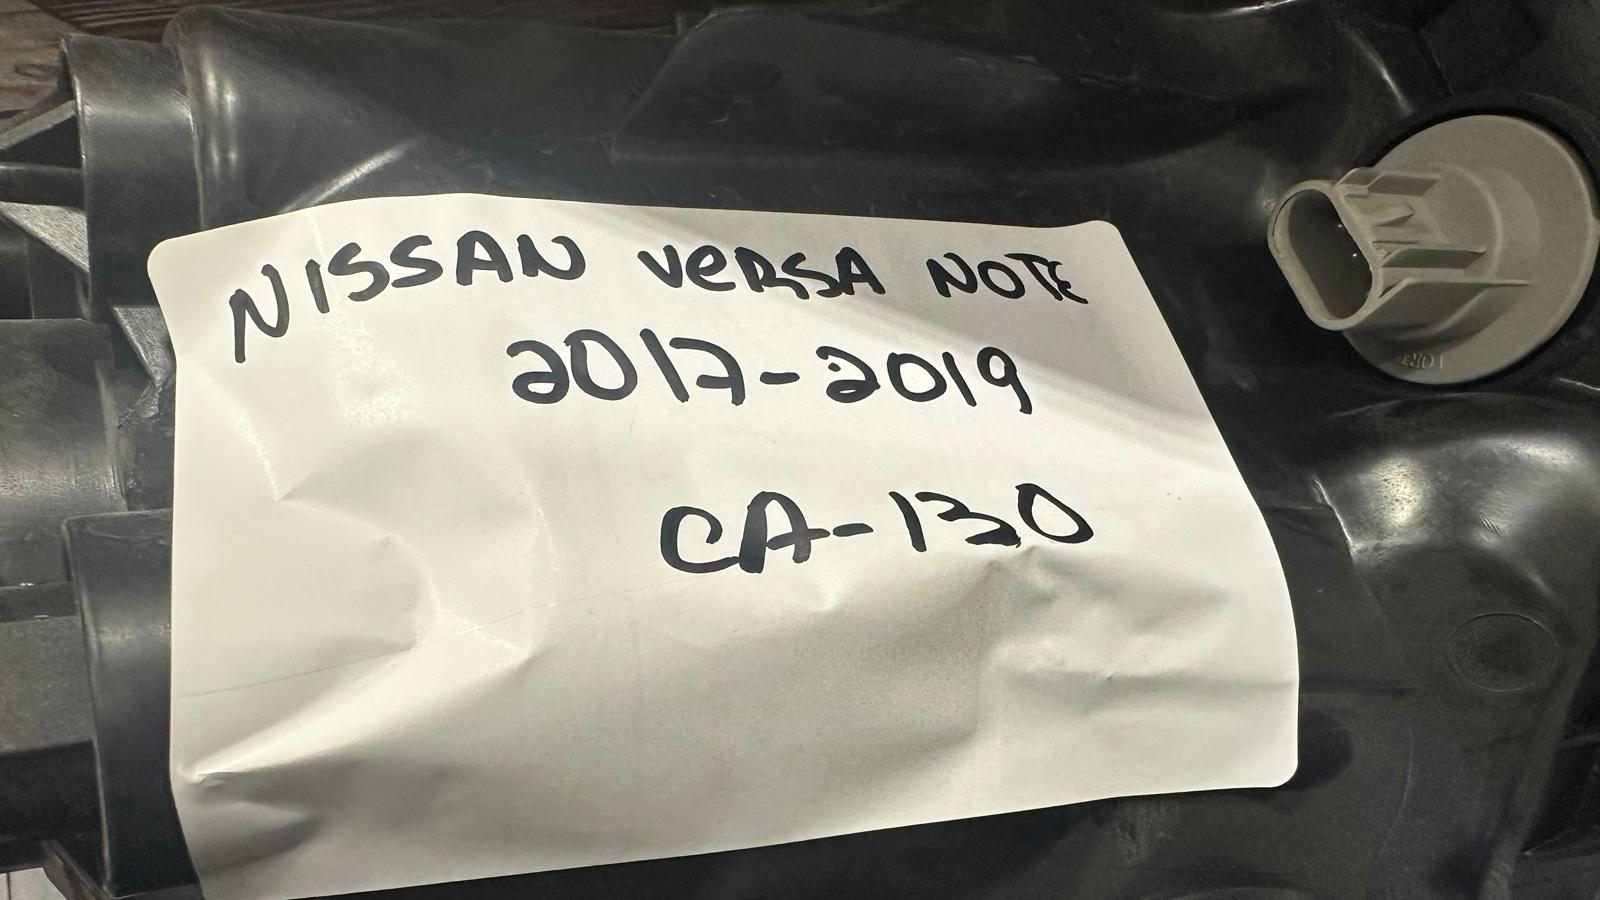 NISSAN VERSA NOTE
2017-2019
CA-130